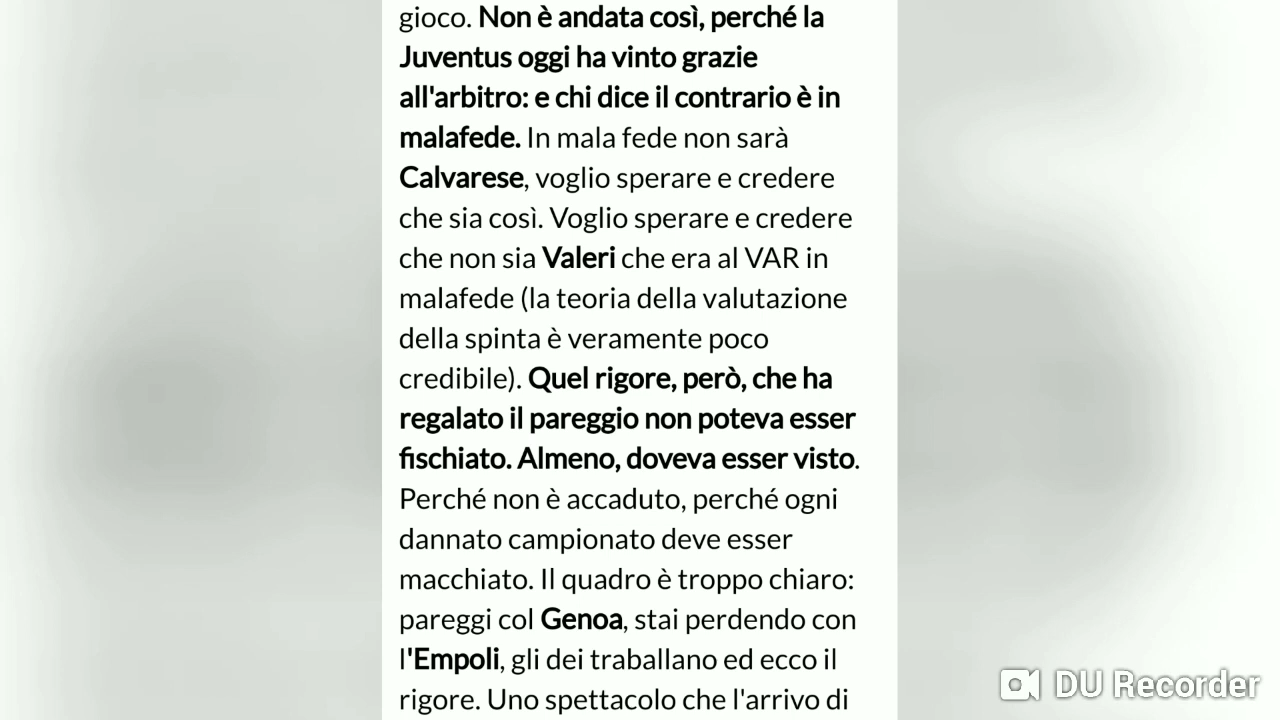 gioco. Non è andata così, perché la
Juventus oggi ha vinto grazie
all'arbitro: e chi dice il contrario è in
malafede. In mala fede non sarà
Calvarese, voglio sperare e credere
che sia così. Voglio sperare e credere
che non sia Valeri che era al VAR in
malafede (la teoria della valutazione
della spinta è veramente poco
credibile). Quel rigore, però, che ha
regalato il pareggio non poteva esser
fischiato. Almeno, doveva esser visto.
Perché non è accaduto, perché ogni
dannato campionato deve esser
macchiato. Il quadro è troppo chiaro:
pareggi col Genoa, stai perdendo con
l'Empoli, gli dei traballano ed ecco il
rigore. Uno spettacolo che l'arrivo di
DU Recorder